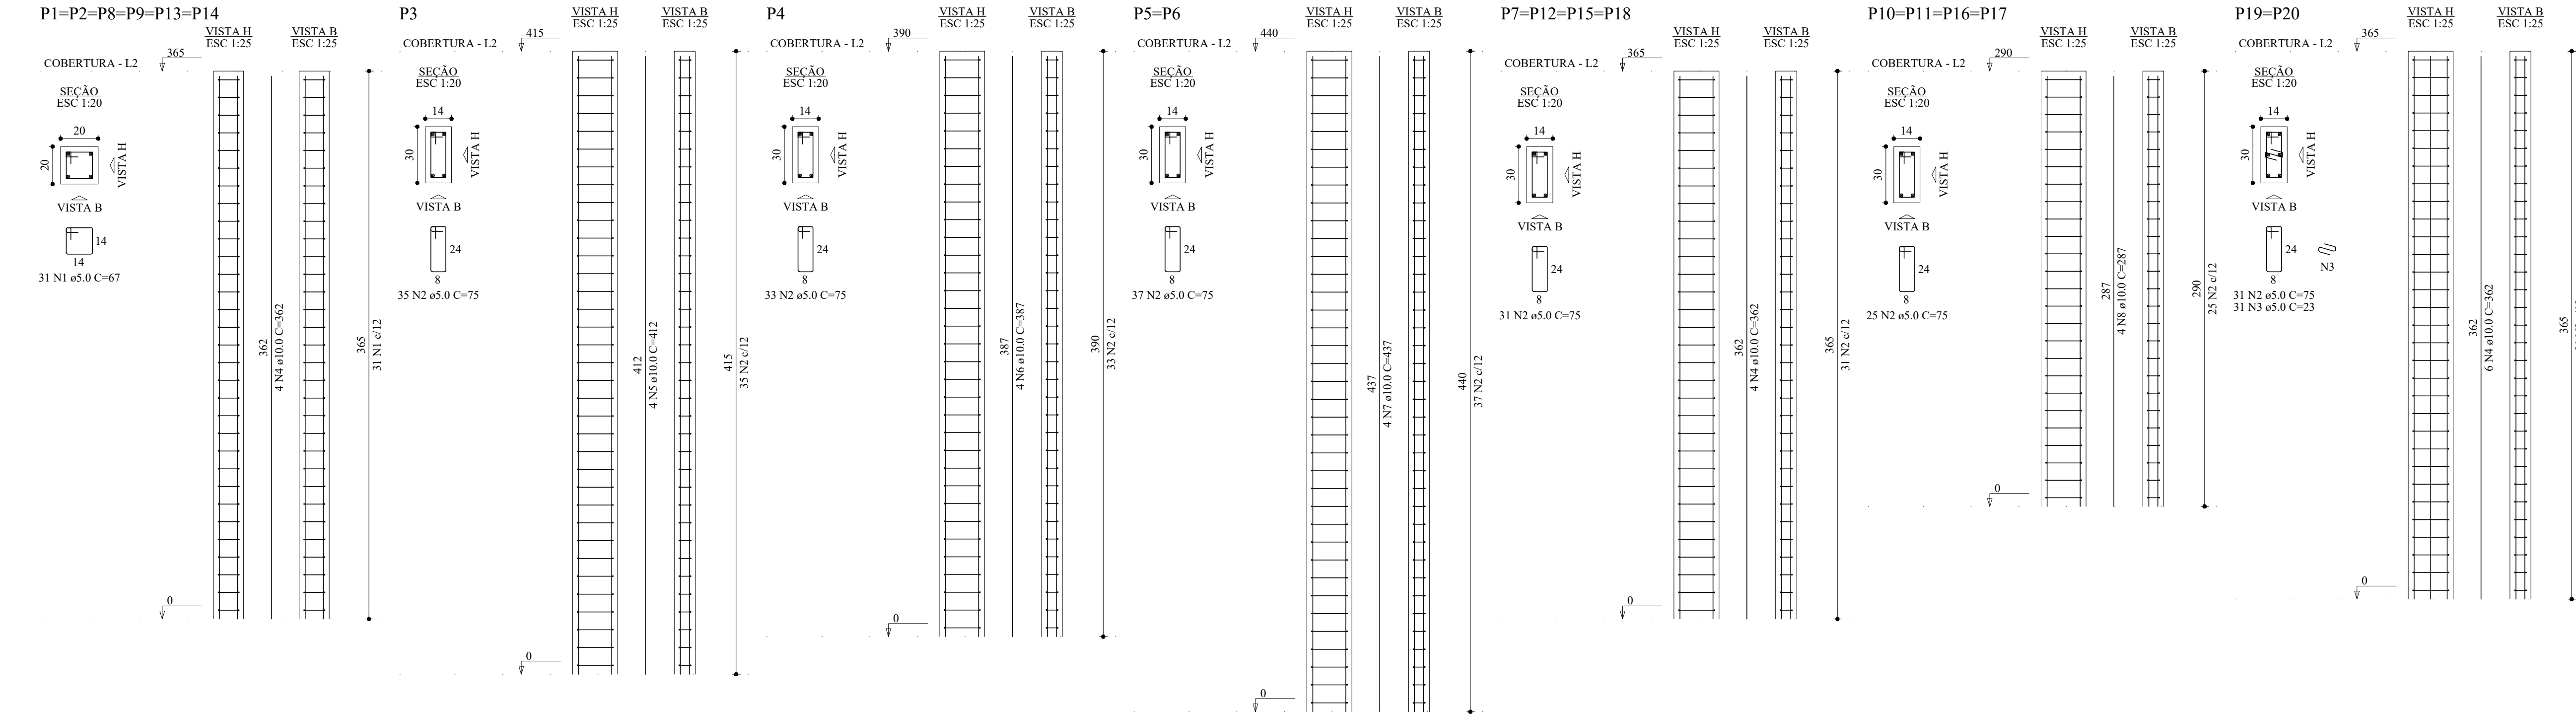 P1=P2=P8=P9=P13=P14
VISTA H
ESC 1:25
VISTA B
ESC 1:25
COBERTURA - L2
365
SEÇÃO
ESC 1:20
20
20
VISTA H
VISTA B
14
14
31 N1 ø5.0 C=67
362
4 N4 ø10.0 C=362
365
31 N1 c/12
0
P3
VISTA H
ESC 1:25
VISTA B
ESC 1:25
COBERTURA - L2
415
SEÇÃO
ESC 1:20
14
30
VISTA H
VISTA B
24
8
35 N2 ø5.0 C=75
412
4 N5 ø10.0 C=412
415
35 N2 c/12
0
P4
VISTA H
ESC 1:25
VISTA B
ESC 1:25
COBERTURA - L2
390
SEÇÃO
ESC 1:20
14
30
VISTA H
VISTA B
24
8
33 N2 ø5.0 C=75
387
4 N6 ø10.0 C=387
390
33 N2 c/12
0
P5=P6
VISTA H
ESC 1:25
VISTA B
ESC 1:25
COBERTURA - L2
440
SEÇÃO
ESC 1:20
14
30
VISTA H
VISTA B
24
8
37 N2 ø5.0 C=75
437
4 N7 ø10.0 C=437
440
37 N2 c/12
0
P7=P12=P15=P18
VISTA H
ESC 1:25
VISTA B
ESC 1:25
COBERTURA - L2
365
SEÇÃO
ESC 1:20
14
30
VISTA H
VISTA B
24
8
31 N2 ø5.0 C=75
362
4 N4 ø10.0 C=362
365
31 N2 c/12
0
P10=P11=P16=P17
VISTA H
ESC 1:25
VISTA B
ESC 1:25
COBERTURA - L2
290
SEÇÃO
ESC 1:20
14
30
VISTA H
VISTA B
24
8
25 N2 ø5.0 C=75
287
4 N8 ø10.0 C=287
290
25 N2 c/12
0
P19=P20
VISTA H
ESC 1:25
VISTA B
ESC 1:25
COBERTURA - L2
365
SEÇÃO
ESC 1:20
14
30
VISTA H
VISTA B
24
8
N3
31 N2 ø5.0 C=75
31 N3 ø5.0 C=23
362
6 N4 ø10.0 C=362
365
0